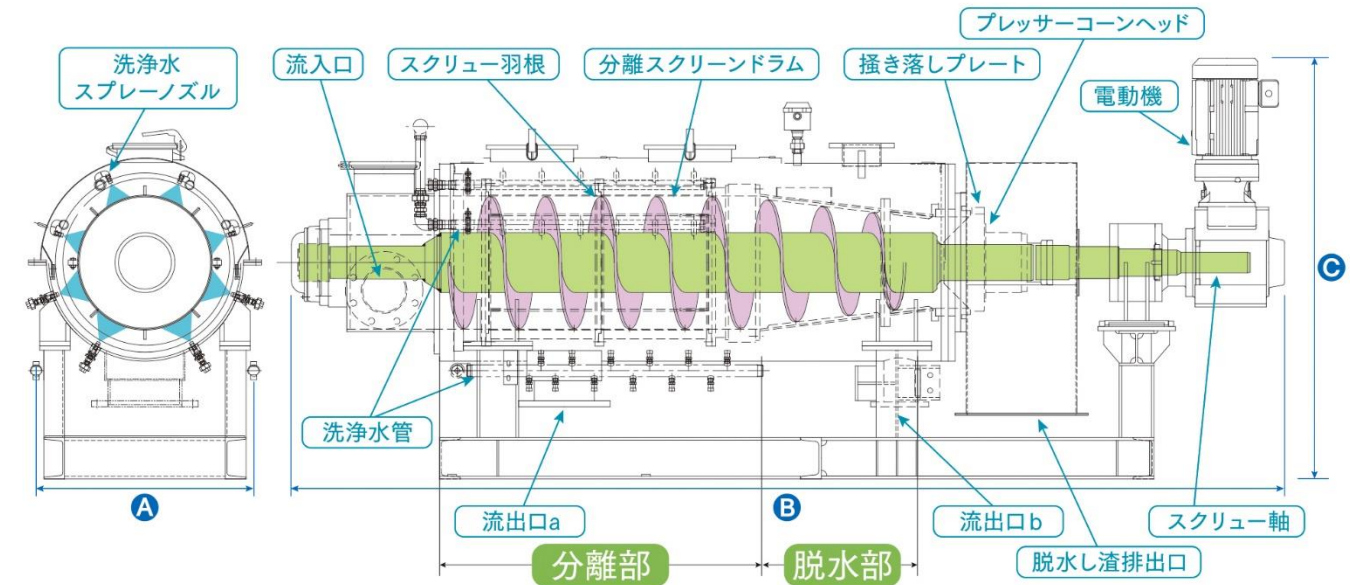 洗浄水
スプレーノズル
流入口
スクリュー羽根
分離スクリーンドラム
掻き落しプレート
プレッサーコーンヘッド
電動機
洗浄水管
流出口a
流出口b
脱水し渣排出口
スクリュー軸
A
B
C
分離部
脱水部